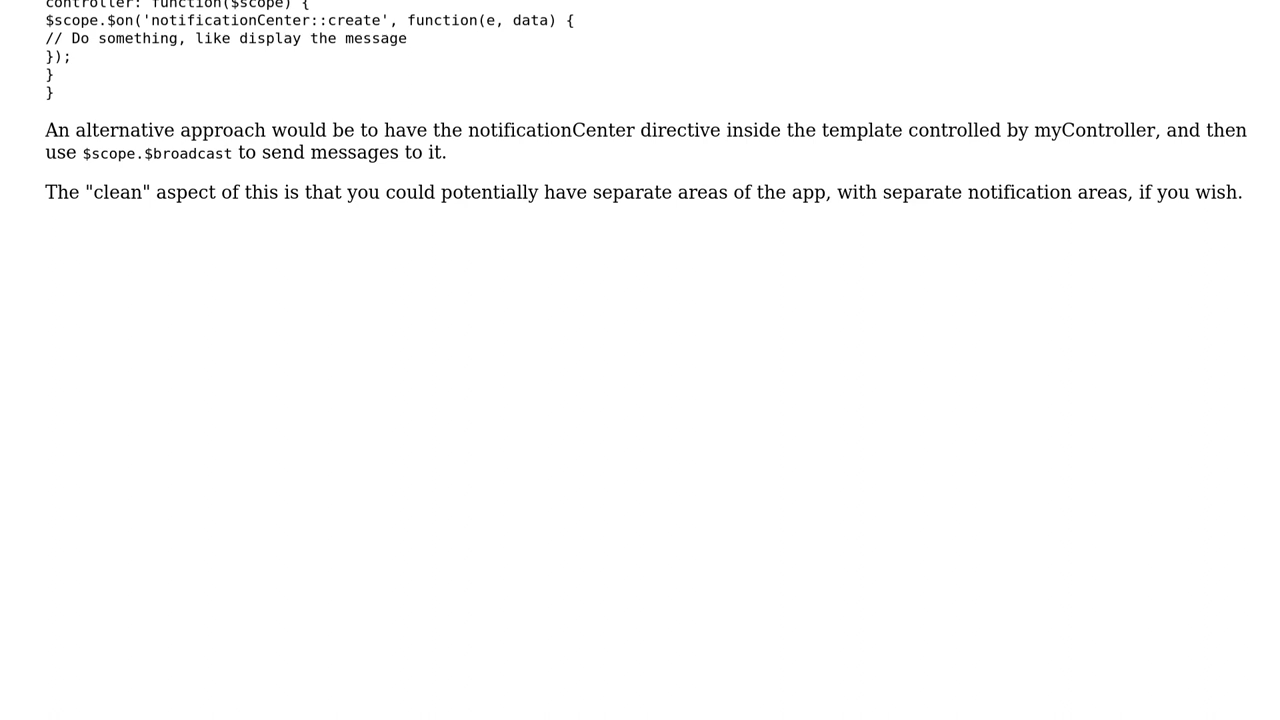 controller: function($scope) {
$scope.$on('notificationCenter::create', function(e, data) {
// Do something, like display the message
});
}
}
An alternative approach would be to have the notificationCenter directive inside the template controlled by myController, and then
use $scope.$broadcast to send messages to it.
The "clean" aspect of this is that you could potentially have separate areas of the app, with separate notification areas, if you wish.